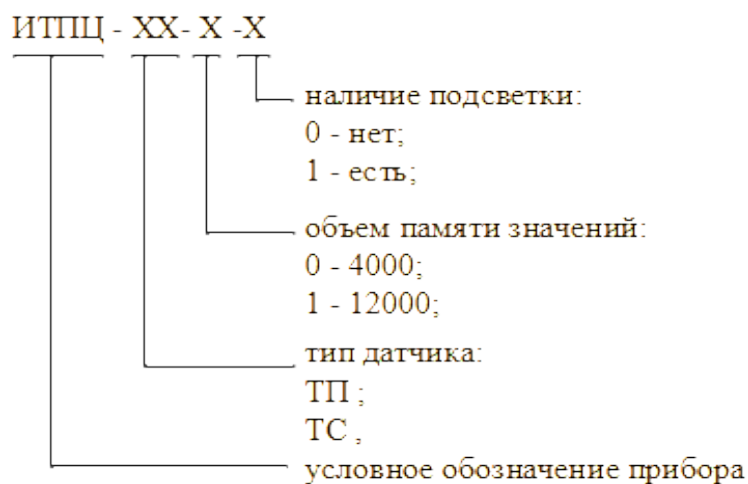 ИТПЦ - ХХ- Х -Х
наличие подсветки:
0 - нет;
1 - есть;
объем памяти значений:
0 - 4000;
1 - 12000;
тип датчика:
ТП ;
ТС ,
условное обозначение прибора